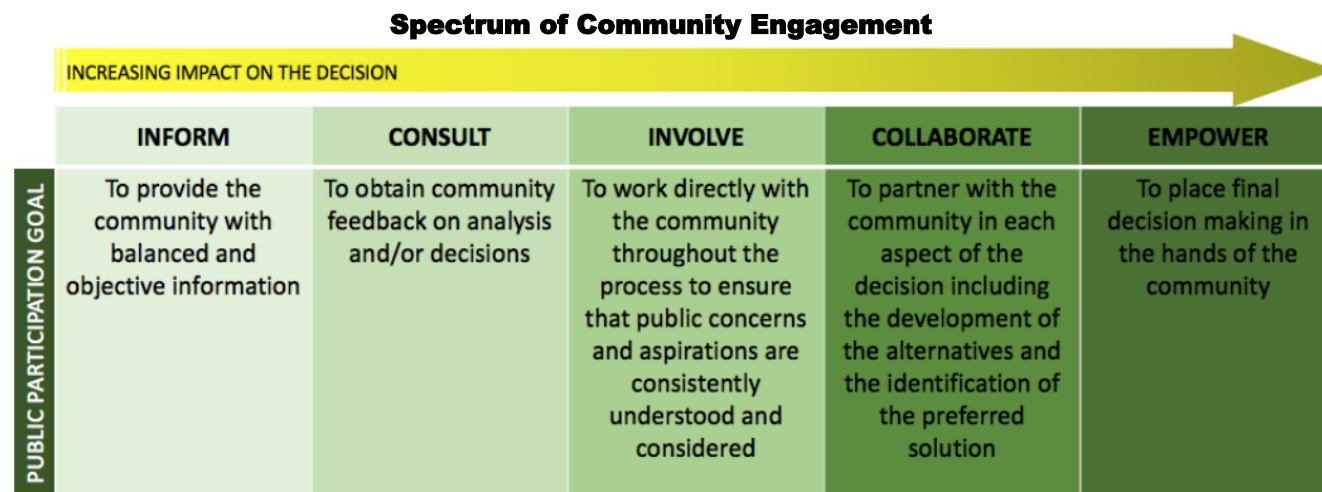 Spectrum of Community Engagement
INCREASING IMPACT ON THE DECISION
INFORM
CONSULT
INVOLVE
COLLABORATE
EMPOWER
PUBLIC PARTICIPATION GOAL
To provide the
community with
balanced and
objective information
To obtain community
feedback on analysis
and/or decisions
To work directly with
the community
throughout the
process to ensure
that public concerns
and aspirations are
consistently
understood and
considered
To partner with the
community in each
aspect of the
decision including
the development of
the alternatives and
the identification of
the preferred
solution
To place final
decision making in
the hands of the
community